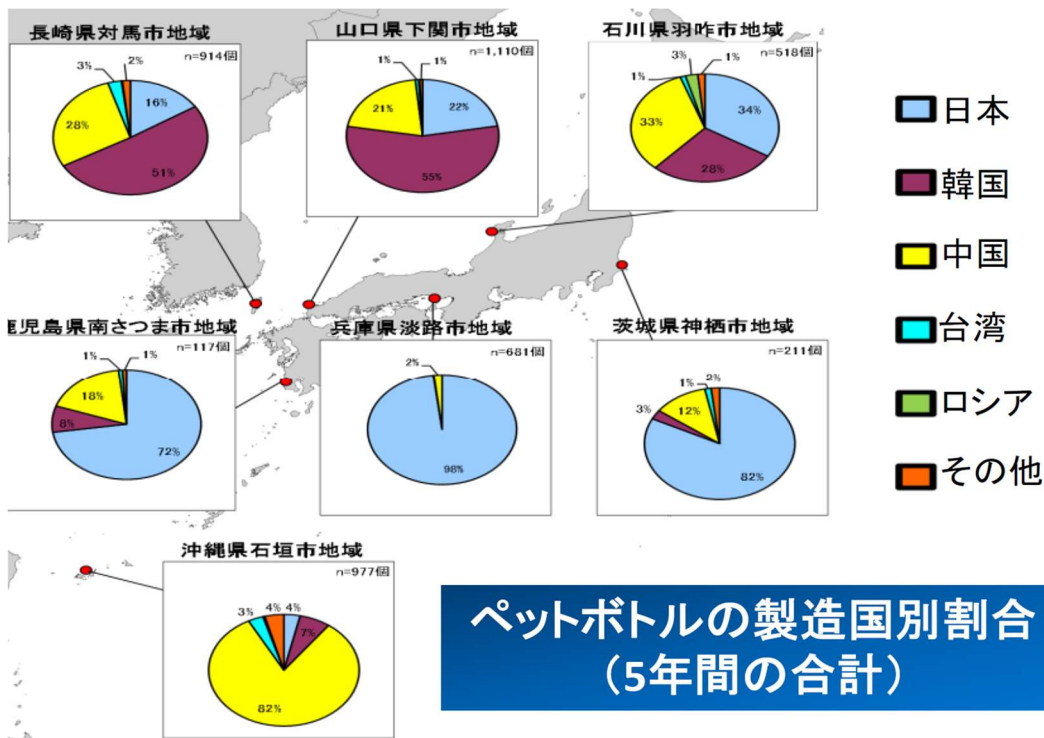 長崎県対馬市地域
n=914個
3%
2%
16%
28%
51%
山口県下関市地域
n=1,110個
1%
1%
21%
22%
55%
石川県羽咋市地域
n=518個
3%
1%
1%
34%
33%
28%
日本
韓国
中国
台湾
ロシア
その他
鹿児島県南さつま市地域
n=117個
1%
1%
18%
8%
72%
兵庫県淡路市地域
n=681個
2%
98%
茨城県神栖市地域
n=211個
1%
2%
3%
12%
82%
沖縄県石垣市地域
n=977個
3%
4%
4%
7%
82%
ペットボトルの製造国別割合
（5年間の合計）